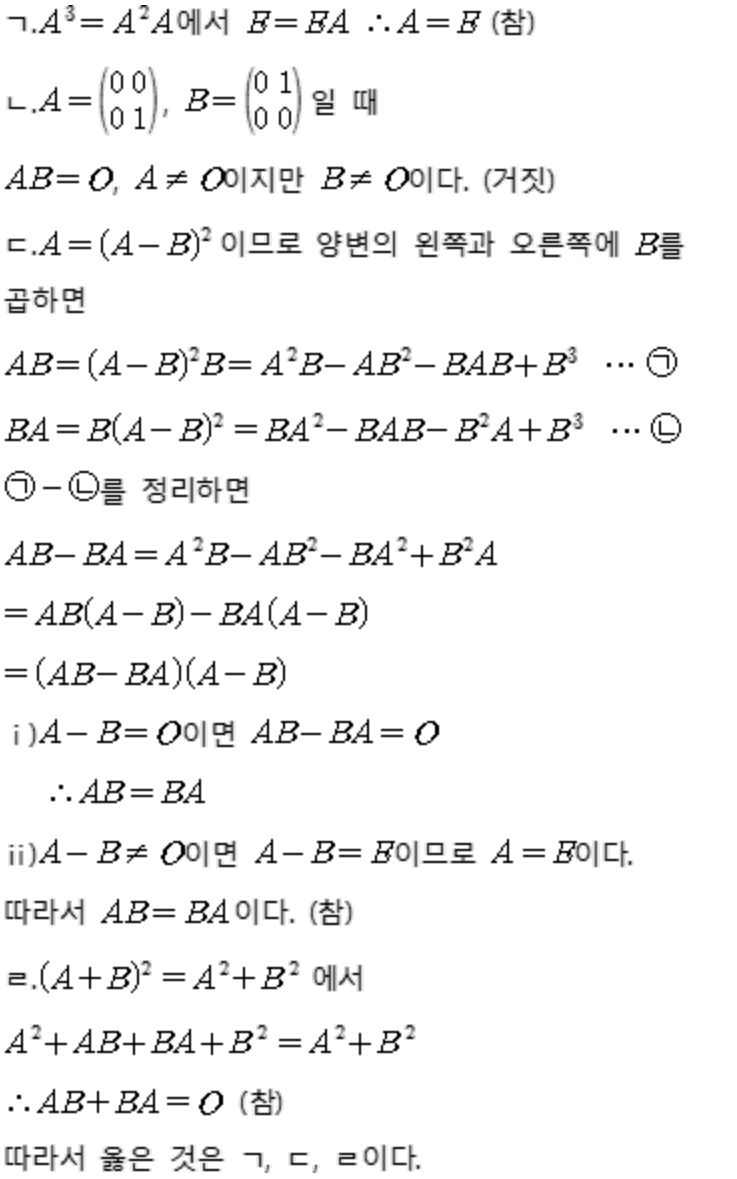 ㄱ.A³=A²A에서 E=EA ∴A=E (참)
ㄴ.A=(0 0 0 1), B=(0 1 0 0)일 때
AB=O, A≠O이지만 B≠O이다. (거짓)
ㄷ.A=(A-B)²이므로 양변의 왼쪽과 오른쪽에 B를
곱하면
AB=(A-B)²B=A²B-AB²-BAB+B³ … ㉠
BA=B(A-B)²=BA²-BAB-B²A+B³ … ㉡
㉠-㉡를 정리하면
AB-BA=A²B-AB²-BA²+B²A
=AB(A-B)-BA(A-B)
=(AB-BA)(A-B)
ⅰ)A-B=O이면 AB-BA=O
∴AB=BA
ⅱ)A-B≠O이면 A-B=E이므로 A=E이다.
따라서 AB=BA이다. (참)
ㄹ.(A+B)²=A²+B²에서
A²+AB+BA+B²=A²+B²
∴AB+BA=O (참)
따라서 옳은 것은 ㄱ, ㄷ, ㄹ이다.